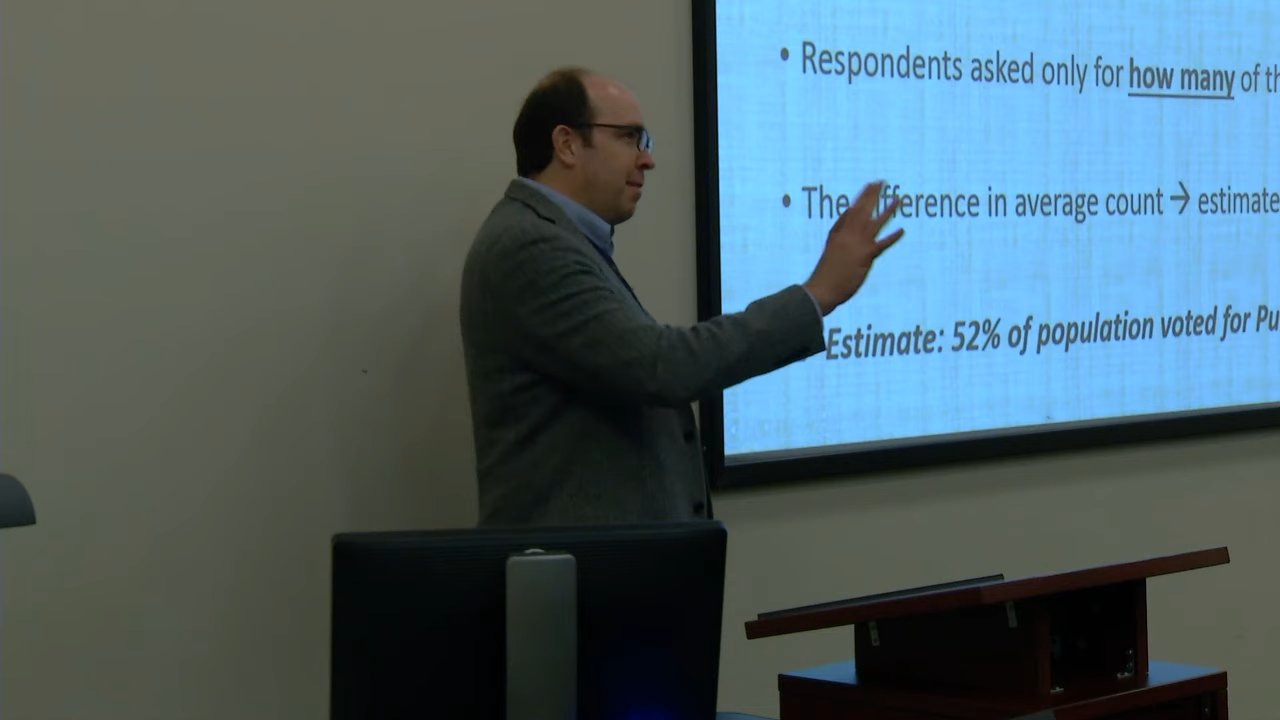 • Respondents asked only for how many of th
• The difference in average count → estimate
• Estimate: 52% of population voted for Pu